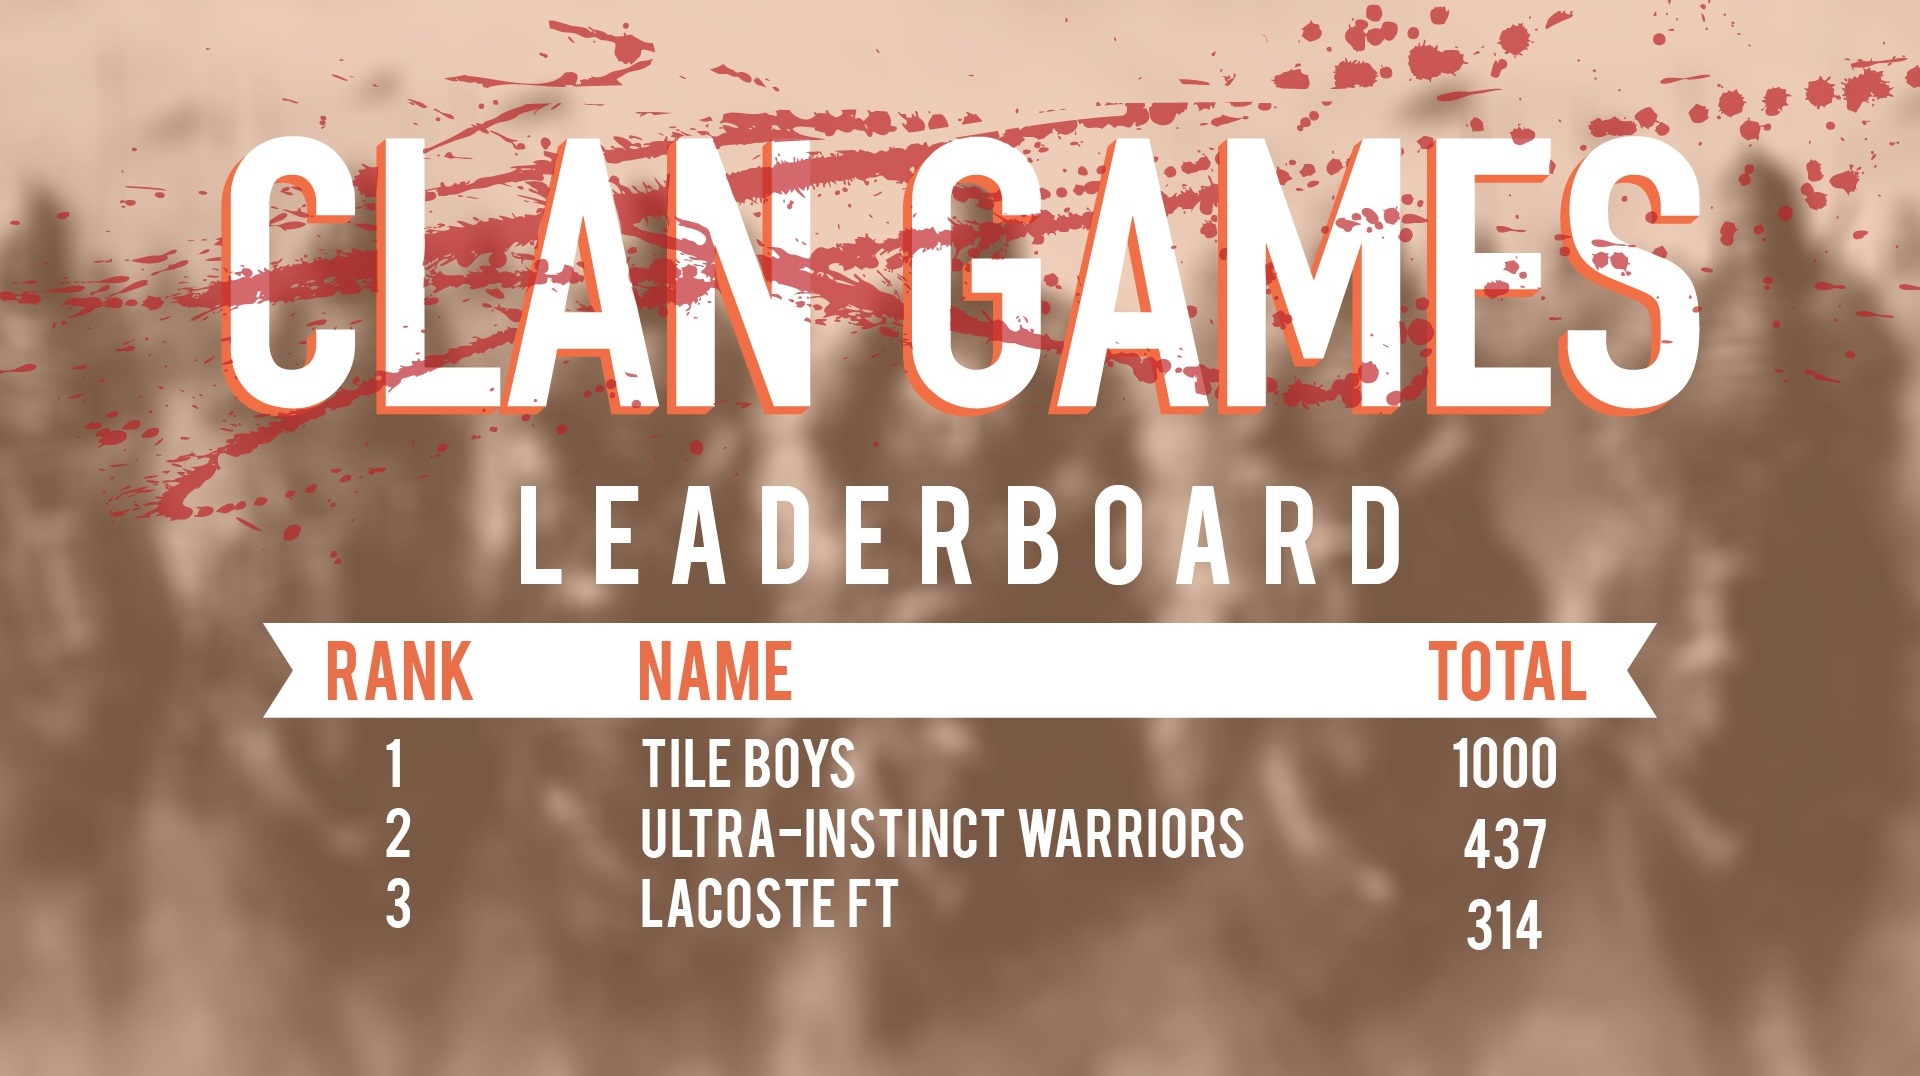 CLAN GAMES
LEADERBOARD
RANK NAME TOTAL
1 TILE BOYS 1000
2 ULTRA-INSTINCT WARRIORS 437
3 LACOSTE FT 314